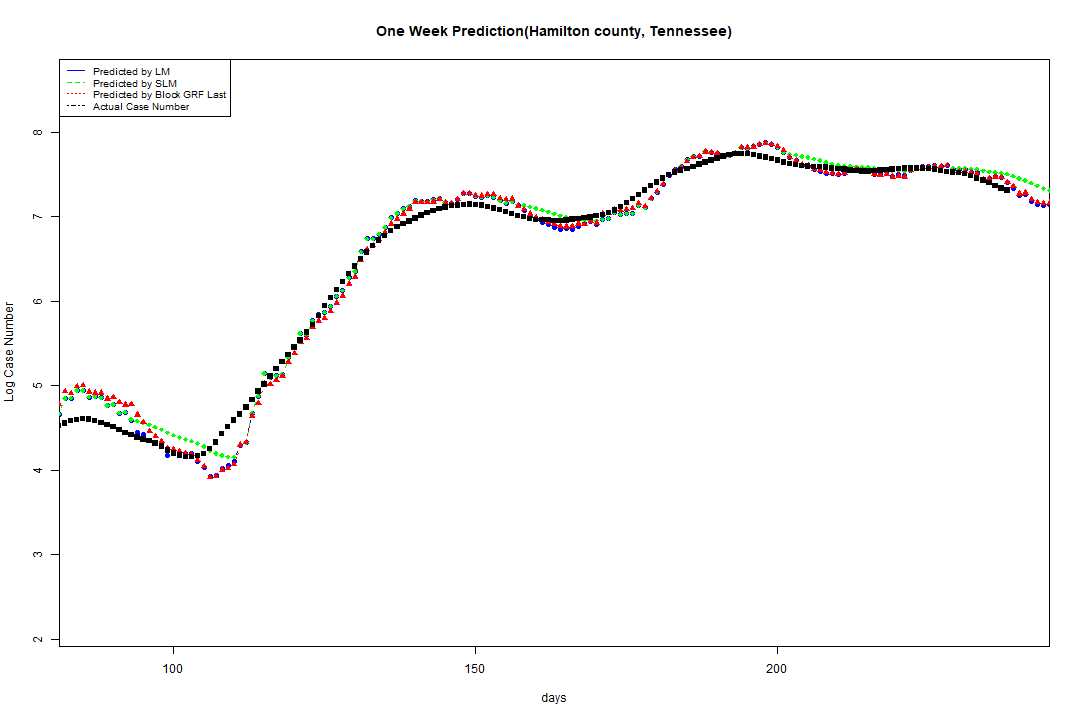 One Week Prediction(Hamilton county, Tennessee)
Predicted by LM
Predicted by SLM
Predicted by Block GRF Last
Actual Case Number
8
7
6
5
4
3
2
Log Case Number
100 150 200
days